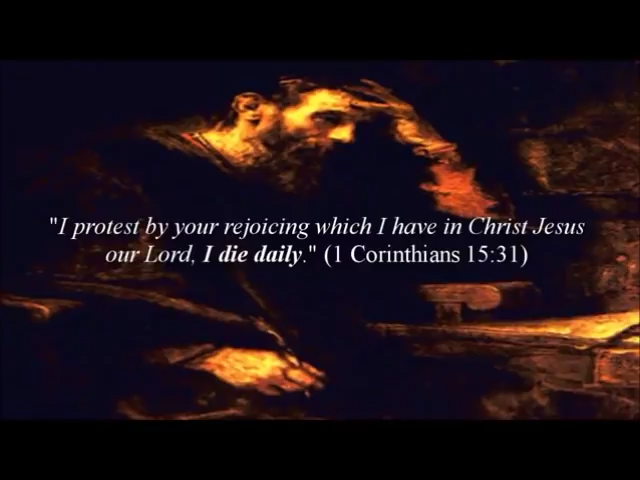 "I protest by your rejoicing which I have in Christ Jesus
our Lord, I die daily." (1 Corinthians 15:31)